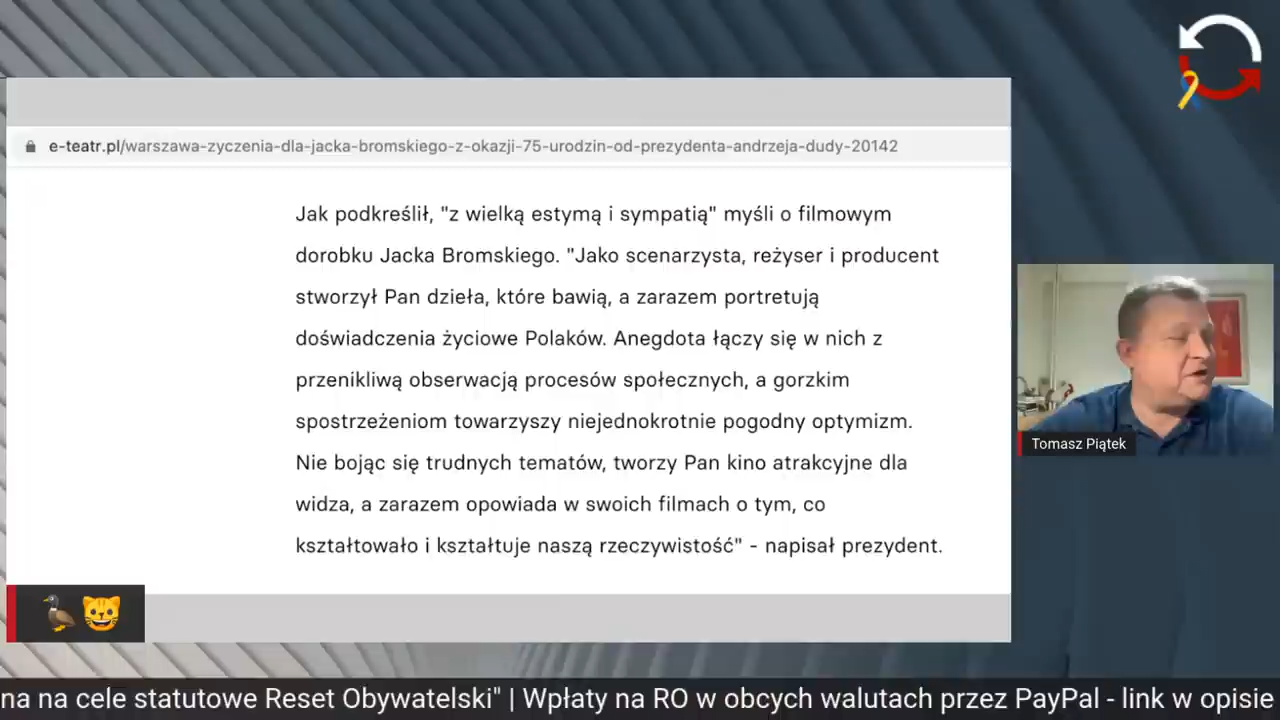 e-teatr.pl/warszawa-zyczenia-dla-jacka-bromskiego-z-okazji-75-urodzin-od-prezydenta-andrzeja-dudy-20142
Jak podkreślił, "z wielką estymą i sympatią" myśli o filmowym
dorobku Jacka Bromskiego. "Jako scenarzysta, reżyser i producent
stworzył Pan dzieła, które bawią, a zarazem portretują
doświadczenia życiowe Polaków. Anegdota łączy się w nich z
przenikliwą obserwacją procesów społecznych, a gorzkim
spostrzeżeniom towarzyszy niejednokrotnie pogodny optymizm.
Nie bojąc się trudnych tematów, tworzy Pan kino atrakcyjne dla
widza, a zarazem opowiada w swoich filmach o tym, co
kształtowało i kształtuje naszą rzeczywistość" - napisał prezydent.
Tomasz Piątek
na na cele statutowe Reset Obywatelski" | Wpłaty na RO w obcych walutach przez PayPal - link w opisie